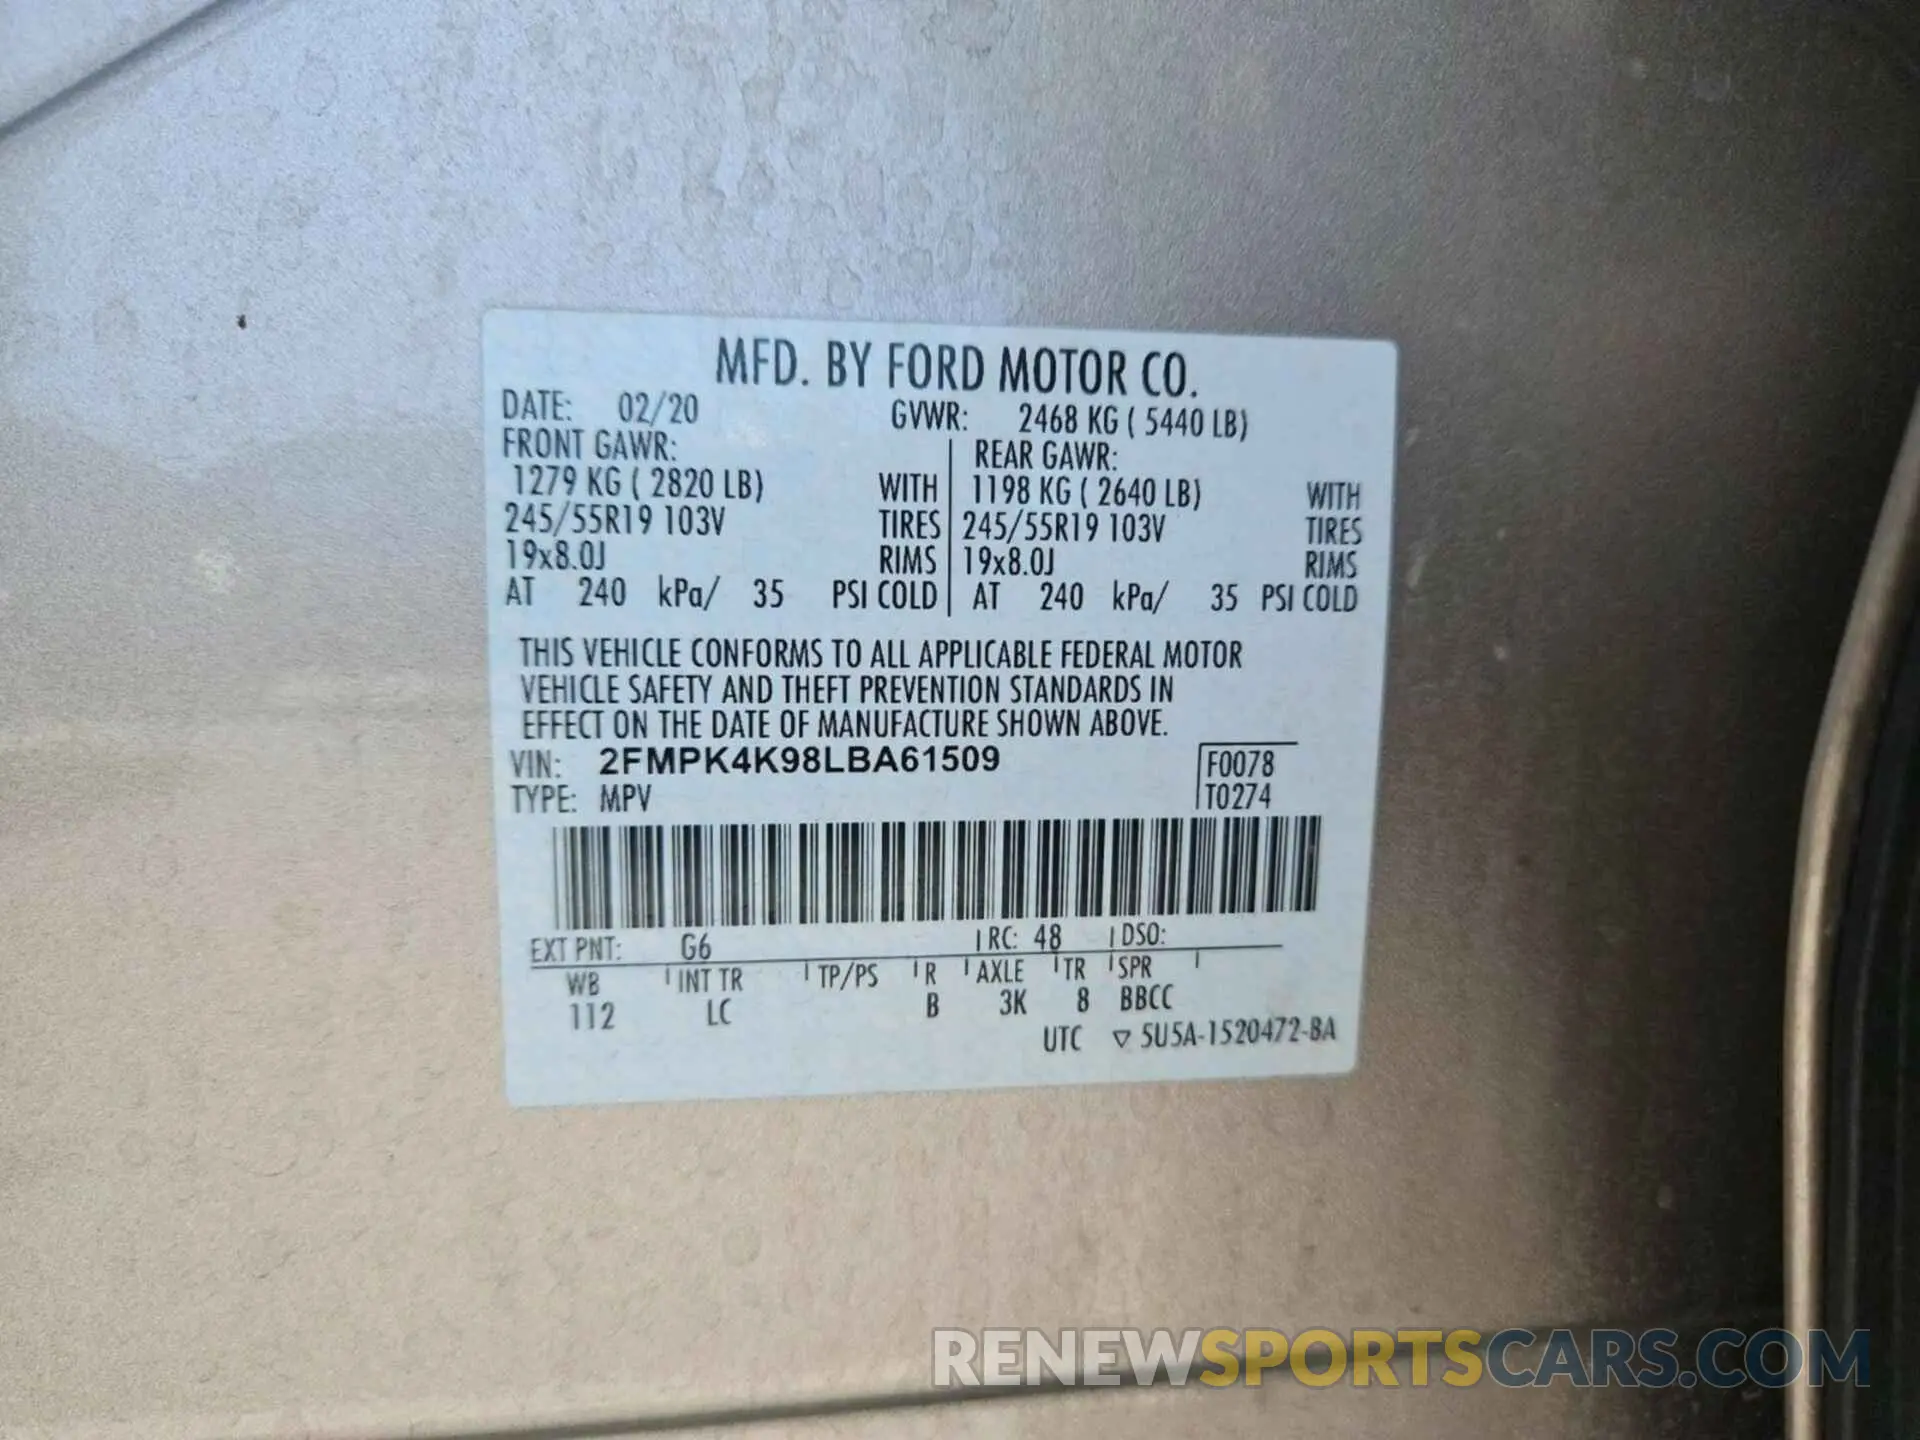 MFD. BY FORD MOTOR CO.
DATE: 02/20 GVWR: 2468 KG ( 5440 LB)
FRONT GAWR: REAR GAWR:
1279 KG ( 2820 LB) WITH 1198 KG ( 2640 LB) WITH
245/55R19 103V TIRES 245/55R19 103V TIRES
19x8.0J RIMS 19x8.0J RIMS
AT 240 kPa/ 35 PSI COLD AT 240 kPa/ 35 PSI COLD
THIS VEHICLE CONFORMS TO ALL APPLICABLE FEDERAL MOTOR
VEHICLE SAFETY AND THEFT PREVENTION STANDARDS IN
EFFECT ON THE DATE OF MANUFACTURE SHOWN ABOVE.
VIN: 2FMPK4K98LBA61509 F0078
TYPE: MPV T0274
EXT PNT: G6 RC: 48 DSO:
WB INT TR TP/PS R AXLE TR SPR
112 LC B 3K 8 BBCC
UTC ▽ 5U5A-1520472-BA
RENEWSPORTSCARS.COM